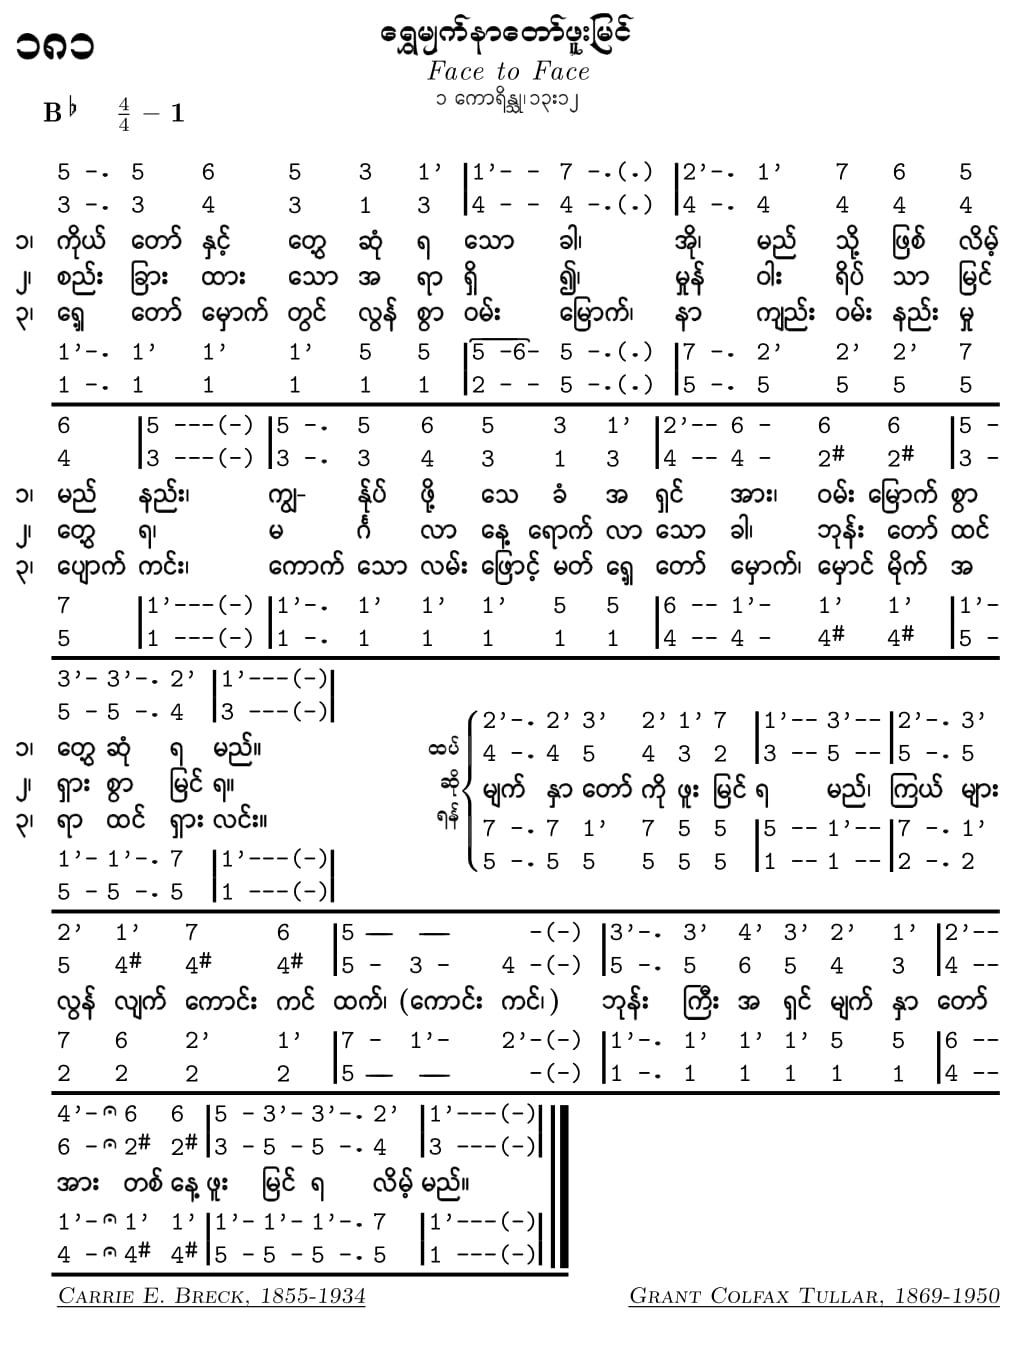 ၁၈၁
ရွှေမျက်နာတော်ဖူးမြင်
Face to Face
၁ ကောရိန္သု၊ ၁၃း၁၂
B♭ 4/4 – 1
5 -. 5 6 5 3 1’ |1’- - 7 -.(.) |2’-. 1’ 7 6 5
3 -. 3 4 3 1 3 |4 - - 4 -.(.) |4 -. 4 4 4 4
၁၊ ကိုယ် တော် နှင့် တွေ့ ဆုံ ရ သော ခါ၊ အို၊ မည် သို့ ဖြစ် လိမ့်
၂၊ စည်း ခြား ထား သော အ ရာ ရှိ ၍၊ မှုန် ဝါး ရိပ် သာ မြင်
၃၊ ရှေ့ တော် မှောက် တွင် လွန် စွာ ဝမ်း မြောက်၊ နာ ကျည်း ဝမ်း နည်း မှု
1’-. 1’ 1’ 1’ 5 5 |5 -6- 5 -.(.) |7 -. 2’ 2’ 2’ 7
1 -. 1 1 1 1 1 |2 - - 5 -.(.) |5 -. 5 5 5 5
6 |5 ---(-) |5 -. 5 6 5 3 1’ |2’-- 6 - 6 6 |5 -
4 |3 ---(-) |3 -. 3 4 3 1 3 |4 -- 4 - 2# 2# |3 -
၁၊ မည် နည်း၊ ကျွ- န်ုပ် ဖို့ သေ ခံ အ ရှင် အား၊ ဝမ်း မြောက် စွာ
၂၊ တွေ့ ရ၊ မ င်္ဂ လာ နေ့ ရောက် လာ သော ခါ၊ ဘုန်း တော် ထင်
၃၊ ပျောက် ကင်း၊ ကောက် သော လမ်း ဖြောင့် မတ် ရှေ့ တော် မှောက်၊ မှောင် မိုက် အ
7 |1’---(-) |1’-. 1’ 1’ 1’ 5 5 |6 -- 1’- 1’ 1’ |1’-
5 |1 ---(-) |1 -. 1 1 1 1 1 |4 -- 4 - 4# 4# |5 -
3’- 3’-. 2’ |1’---(-)|
5 - 5 -. 4 |3 ---(-)|
၁၊ တွေ့ ဆုံ ရ မည်။
၂၊ ရှား စွာ မြင် ရ။
၃၊ ရာ ထင် ရှား လင်း။
1’- 1’-. 7 |1’---(-)|
5 - 5 -. 5 |1 ---(-)|
ထပ်
ဆို
ရန်
2’-. 2’ 3’ 2’ 1’ 7 |1’-- 3’-- |2’-. 3’
4 -. 4 5 4 3 2 |3 -- 5 -- |5 -. 5
မျက် နှာ တော် ကို ဖူး မြင် ရ မည်၊ ကြယ် များ
7 -. 7 1’ 7 5 5 |5 -- 1’-- |7 -. 1’
5 -. 5 5 5 5 5 |1 -- 1 -- |2 -. 2
2’ 1’ 7 6 |5 — — -(-) |3’-. 3’ 4’ 3’ 2’ 1’ |2’--
5 4# 4# 4# |5 - 3 - 4 -(-) |5 -. 5 6 5 4 3 |4 --
လွန် လျက် ကောင်း ကင် ထက်၊ (ကောင်း ကင်၊) ဘုန်း ကြီး အ ရှင် မျက် နှာ တော်
7 6 2’ 1’ |7 - 1’- 2’-(-) |1’-. 1’ 1’ 1’ 5 5 |6 --
2 2 2 2 |5 — — -(-) |1 -. 1 1 1 1 1 |4 --
4’-𝄐 6 6 |5 - 3’- 3’-. 2’ |1’---(-)|
6 -𝄐 2# 2# |3 - 5 - 5 -. 4 |3 ---(-)|
အား တစ် နေ့ ဖူး မြင် ရ လိမ့် မည်။
1’-𝄐 1’ 1’ |1’- 1’- 1’-. 7 |1’---(-)|
4 -𝄐 4# 4# |5 - 5 - 5 -. 5 |1 ---(-)|
CARRIE E. BRECK, 1855-1934
GRANT COLFAX TULLAR, 1869-1950